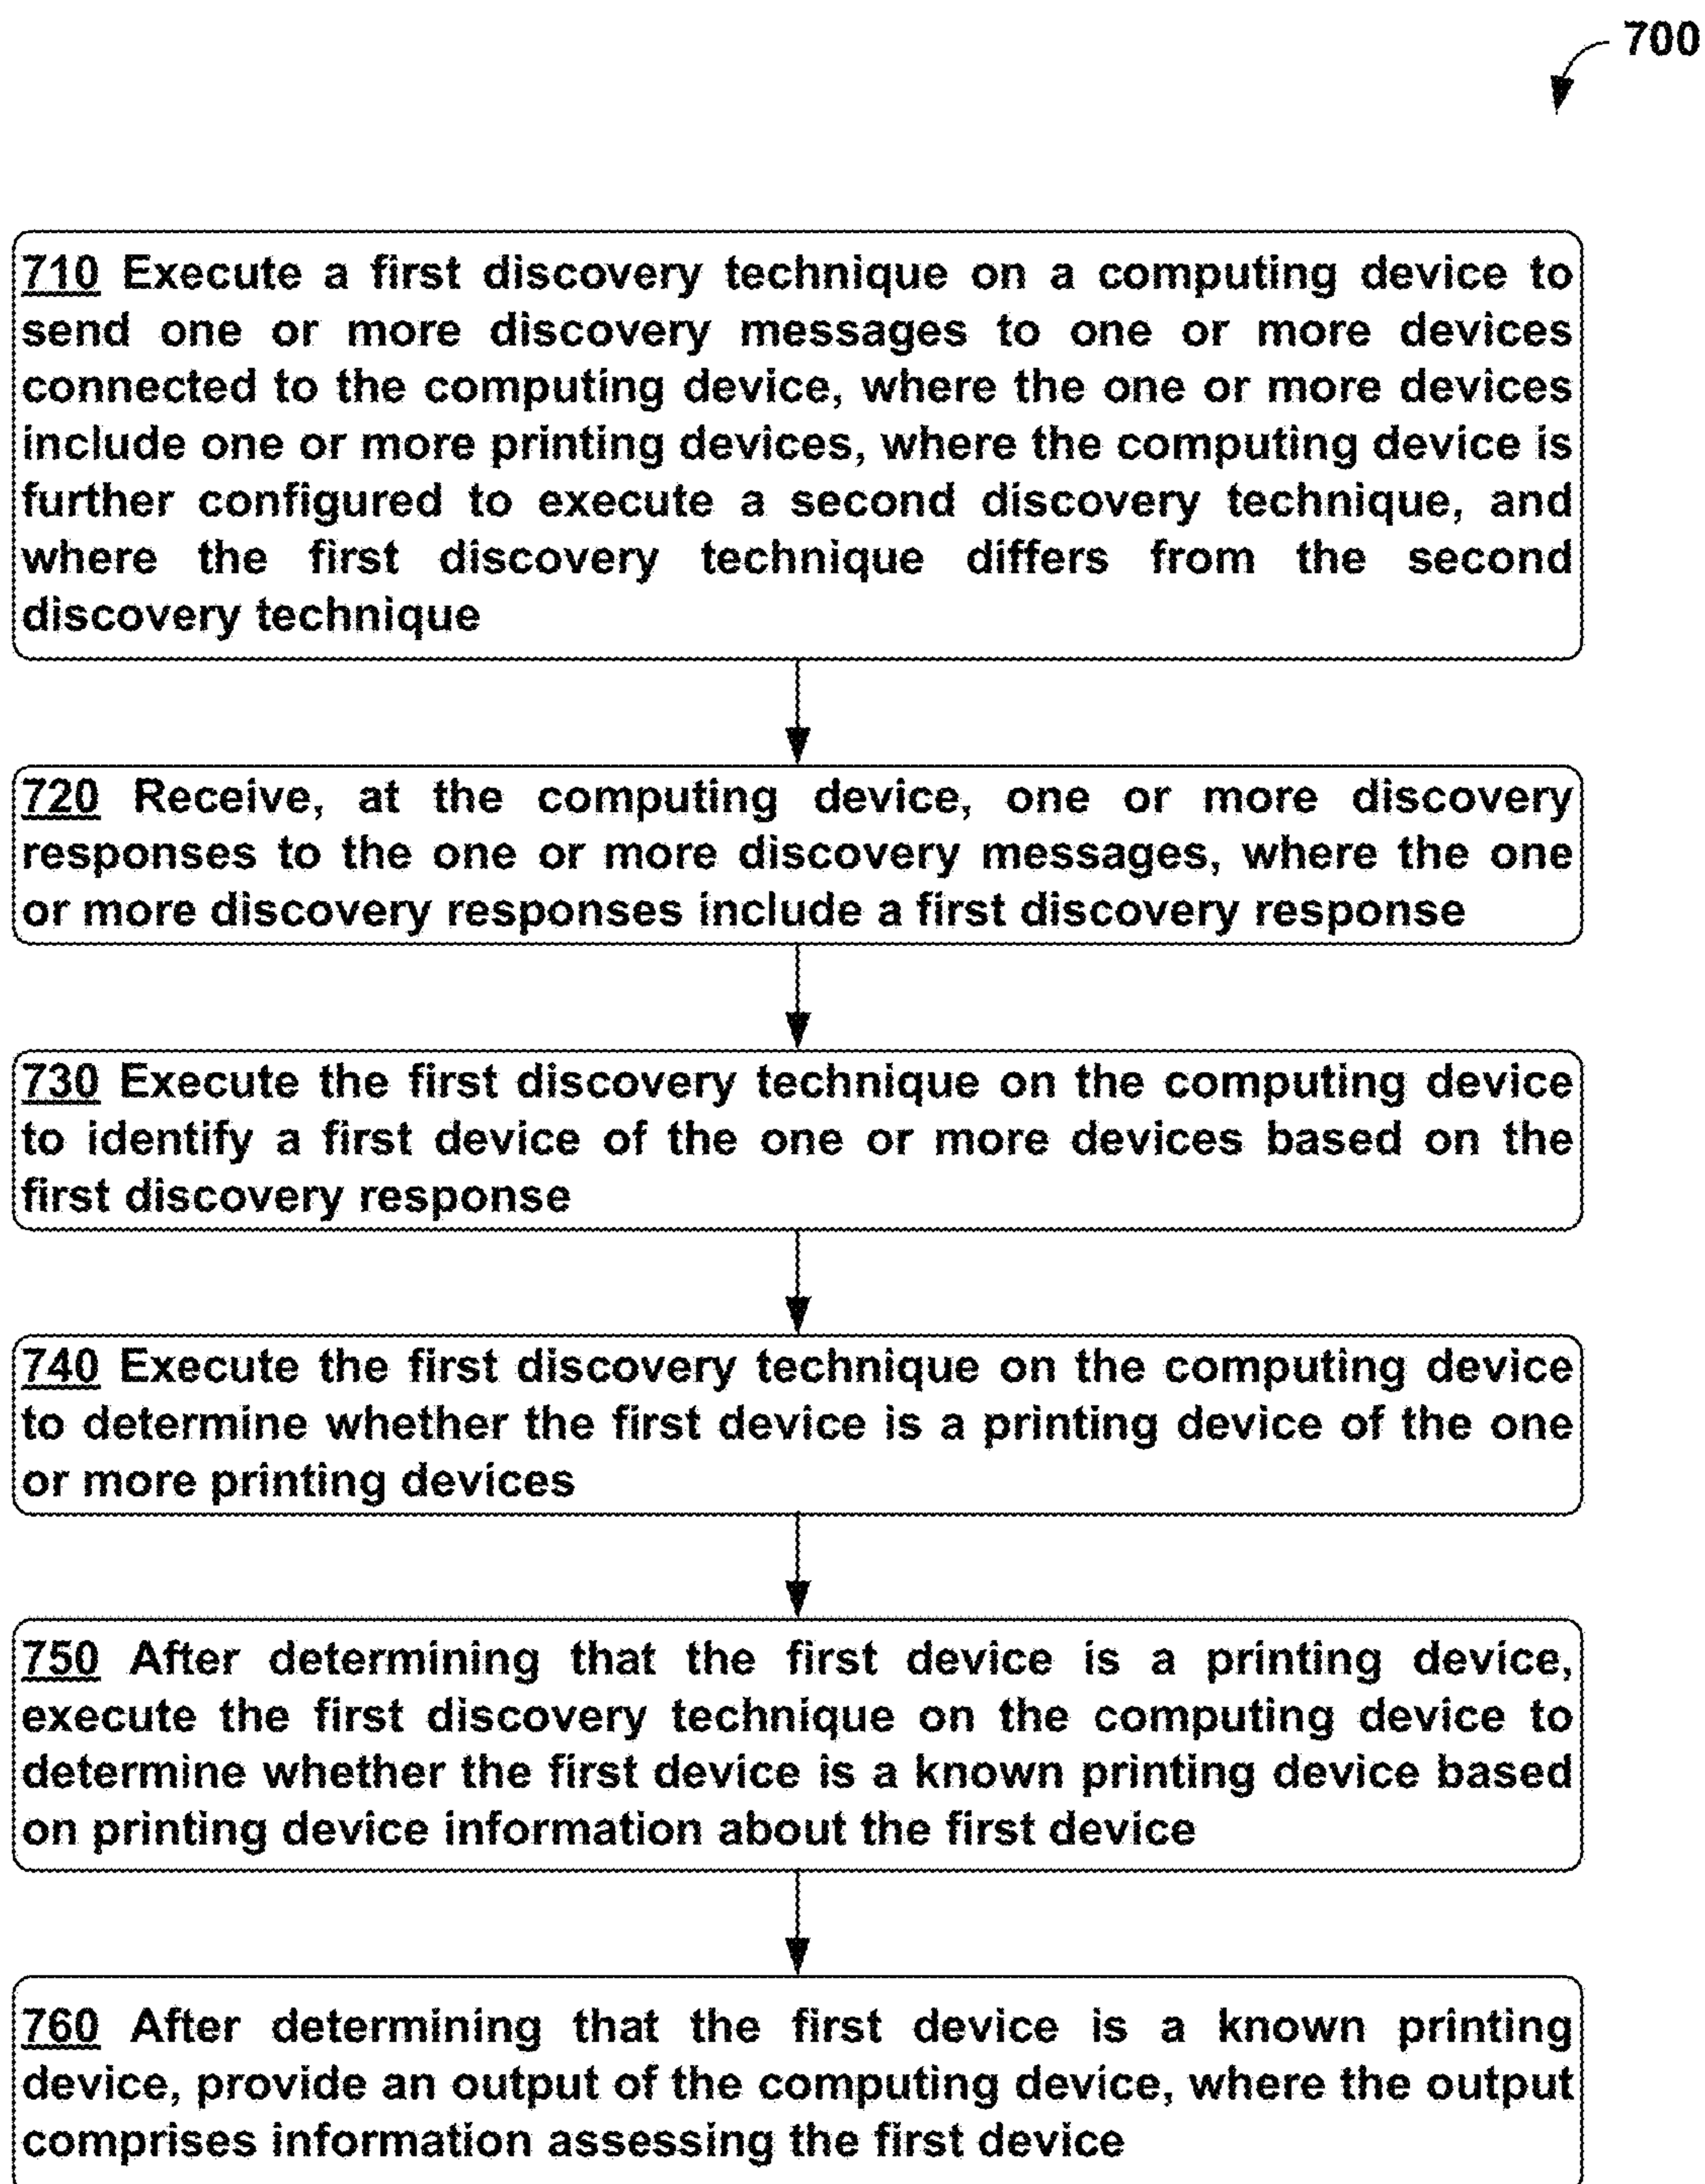 700
710 Execute a first discovery technique on a computing device to
send one or more discovery messages to one or more devices
connected to the computing device, where the one or more devices
include one or more printing devices, where the computing device is
further configured to execute a second discovery technique, and
where the first discovery technique differs from the second
discovery technique
720 Receive, at the computing device, one or more discovery
responses to the one or more discovery messages, where the one
or more discovery responses include a first discovery response
730 Execute the first discovery technique on the computing device
to identify a first device of the one or more devices based on the
first discovery response
740 Execute the first discovery technique on the computing device
to determine whether the first device is a printing device of the one
or more printing devices
750 After determining that the first device is a printing device,
execute the first discovery technique on the computing device to
determine whether the first device is a known printing device based
on printing device information about the first device
760 After determining that the first device is a known printing
device, provide an output of the computing device, where the output
comprises information assessing the first device